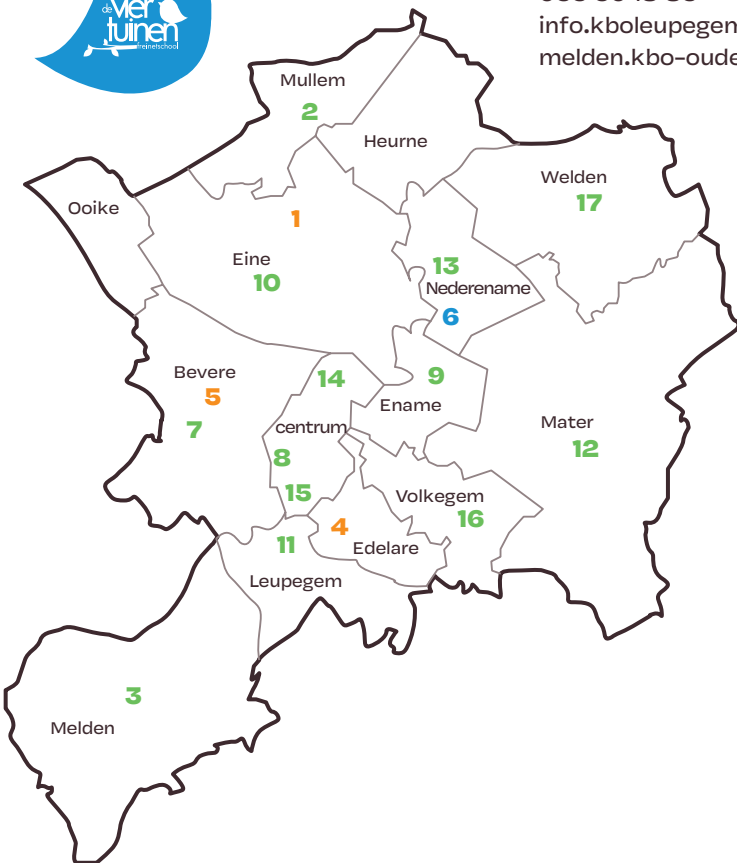 de vier
tuinen
freinetschool
info.kboleupegem
melden.kbo-oude
Mullem
2
Heurne
Welden
17
Ooike
1
Eine
10
13
Nederename
6
Bevere
5
7
14
9
Ename
centrum
8
15
Mater
12
Volkegem
16
4
Edelare
11
Leupegem
3
Melden